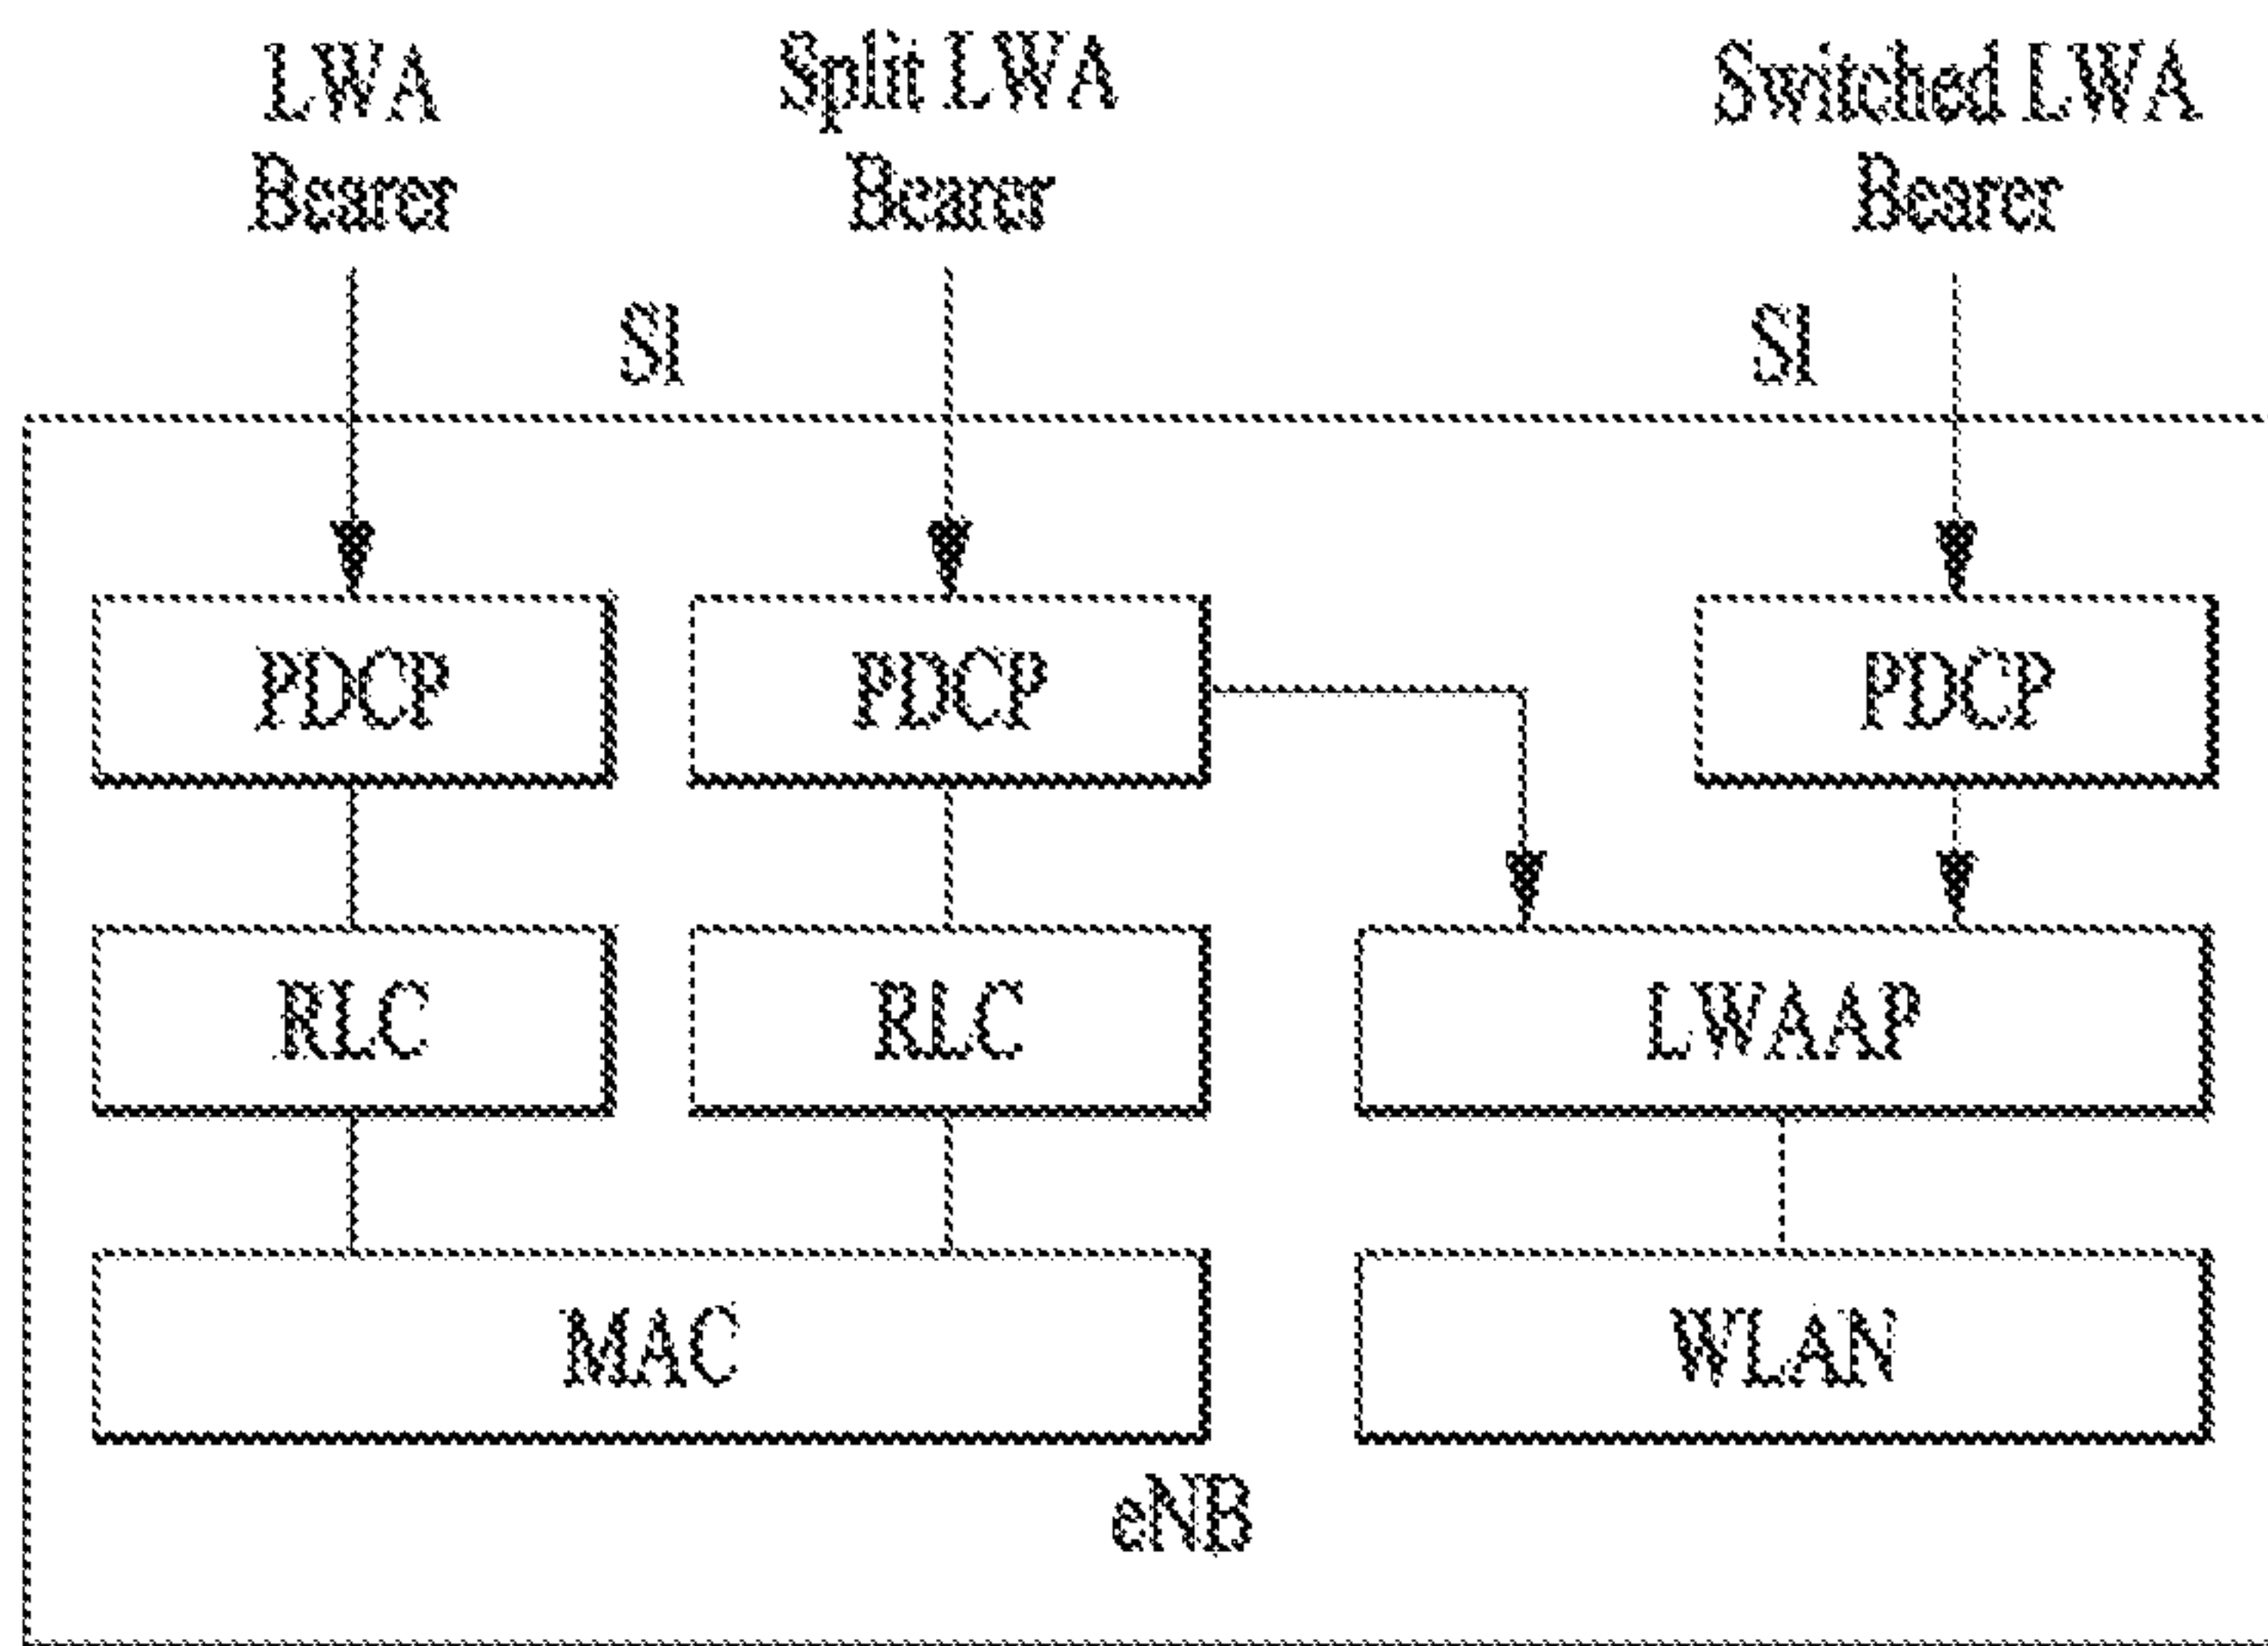 LWA
Bearer
Split LWA
Bearer
Switched LWA
Bearer
S1
S1
PDCP
PDCP
PDCP
RLC
RLC
LWAAP
MAC
WLAN
eNB